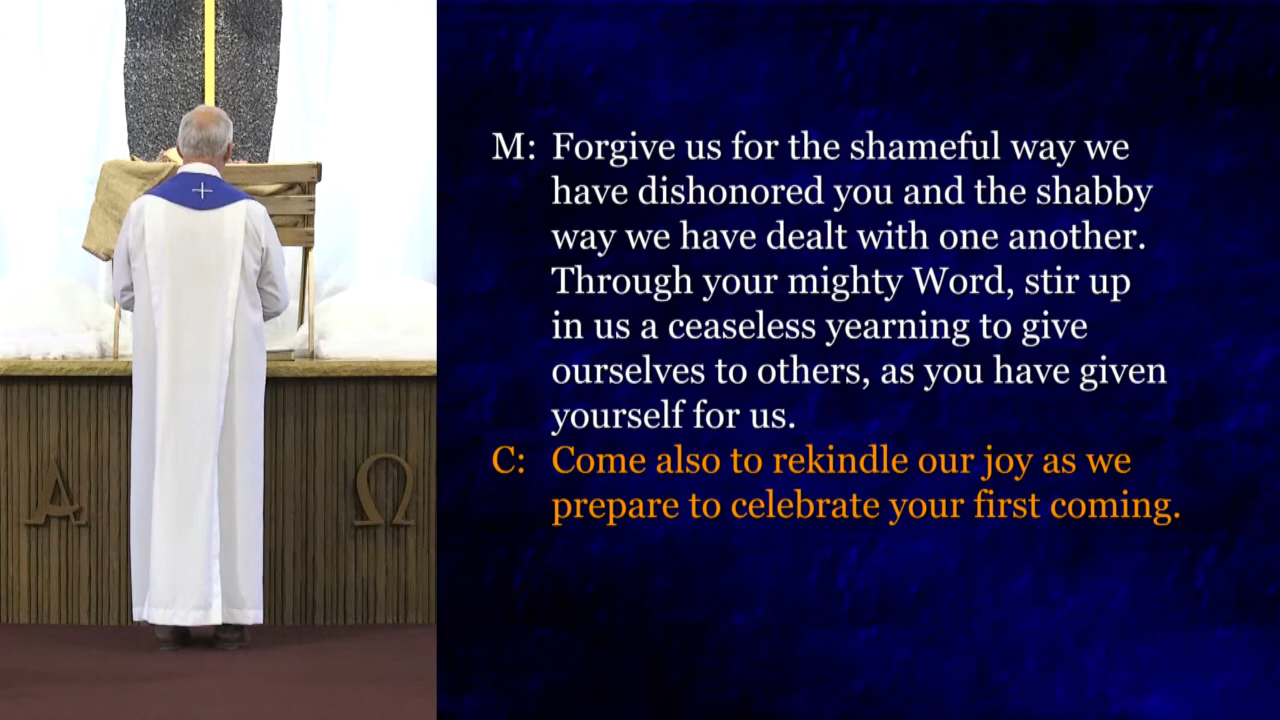 M: Forgive us for the shameful way we
have dishonored you and the shabby
way we have dealt with one another.
Through your mighty Word, stir up
in us a ceaseless yearning to give
ourselves to others, as you have given
yourself for us.
C: Come also to rekindle our joy as we
prepare to celebrate your first coming.
Α Ω